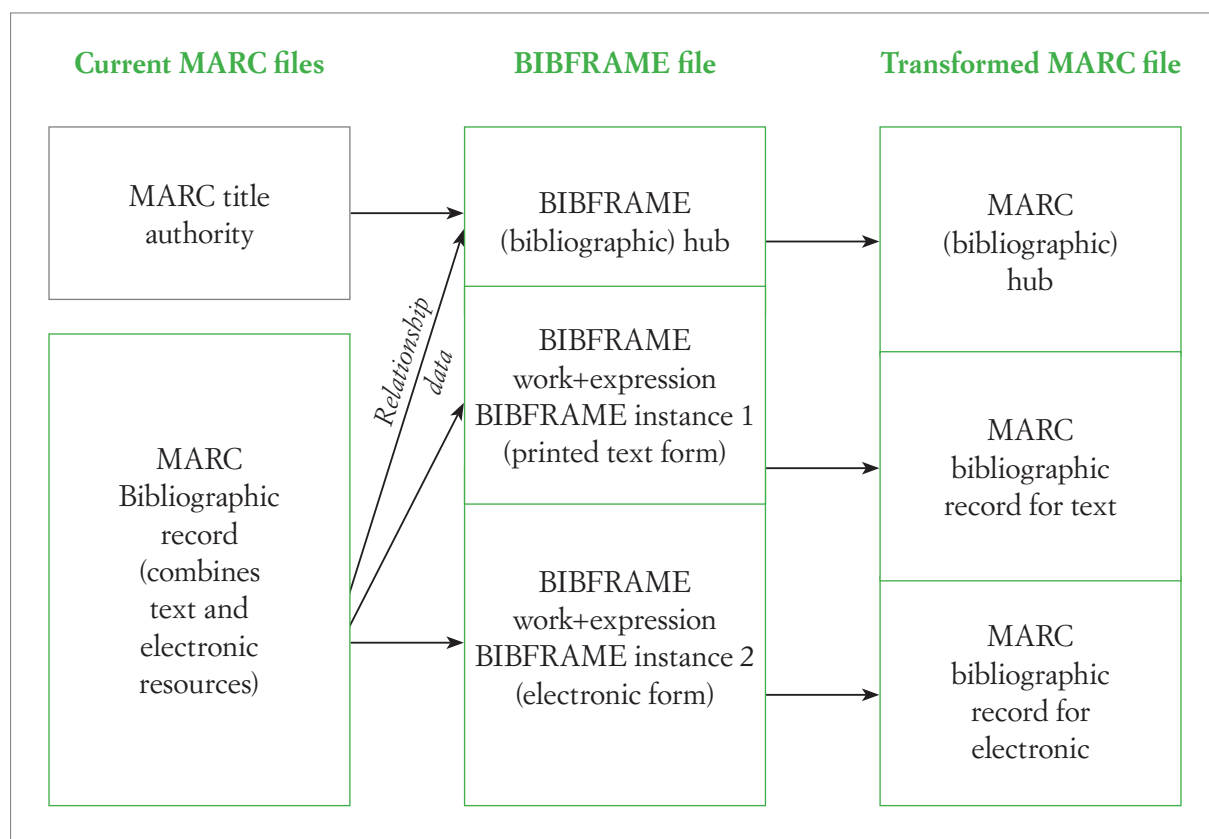 Current MARC files
BIBFRAME file
Transformed MARC file
MARC title
authority
MARC
Bibliographic
record
(combines
text and
electronic
resources)
Relationship
data
BIBFRAME
(bibliographic) hub
BIBFRAME
work+expression
BIBFRAME instance 1
(printed text form)
BIBFRAME
work+expression
BIBFRAME instance 2
(electronic form)
MARC
(bibliographic)
hub
MARC
bibliographic
record for text
MARC
bibliographic
record for
electronic